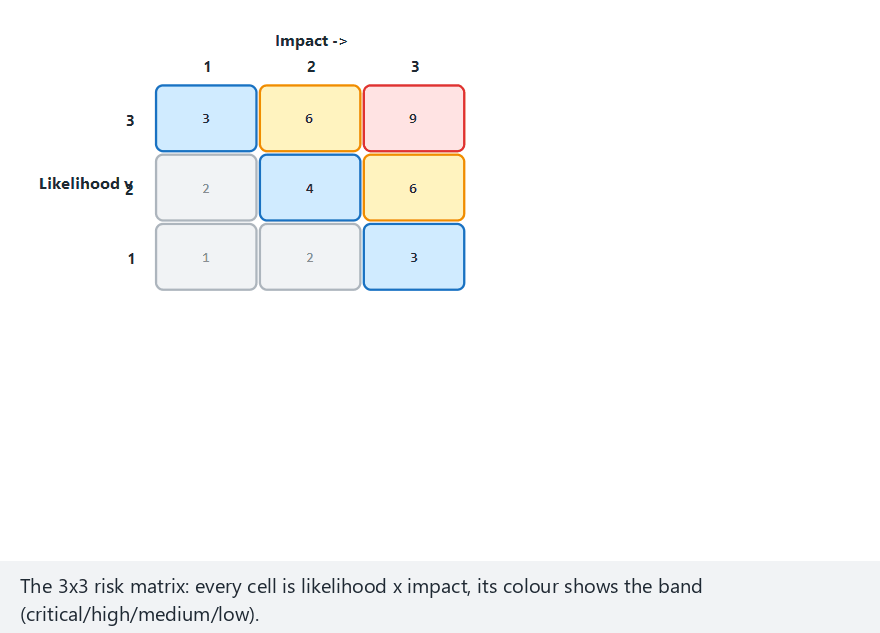 Impact ->
1 2 3
3 3 6 9
Likelihood v
2 2 4 6
1 1 2 3
The 3x3 risk matrix: every cell is likelihood x impact, its colour shows the band
(critical/high/medium/low).